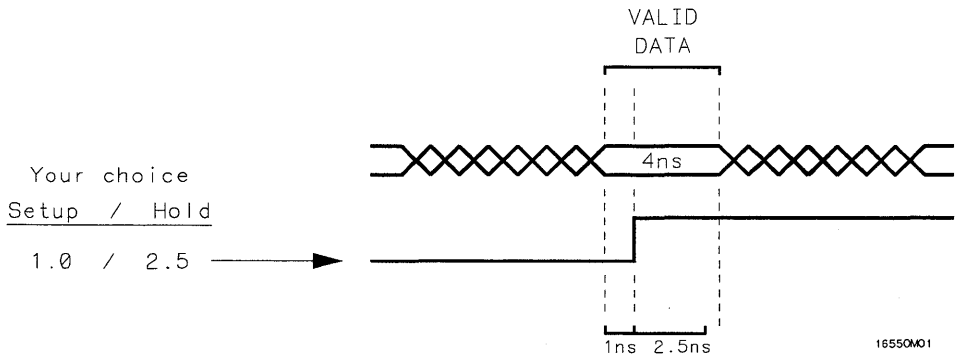 VALID
DATA
4ns
Your choice
Setup / Hold
1.0 / 2.5
1ns 2.5ns
16550M01